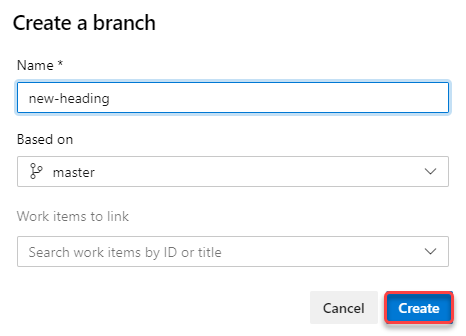 Create a branch
Name *
new-heading
Based on
master
Work items to link
Search work items by ID or title
Cancel Create